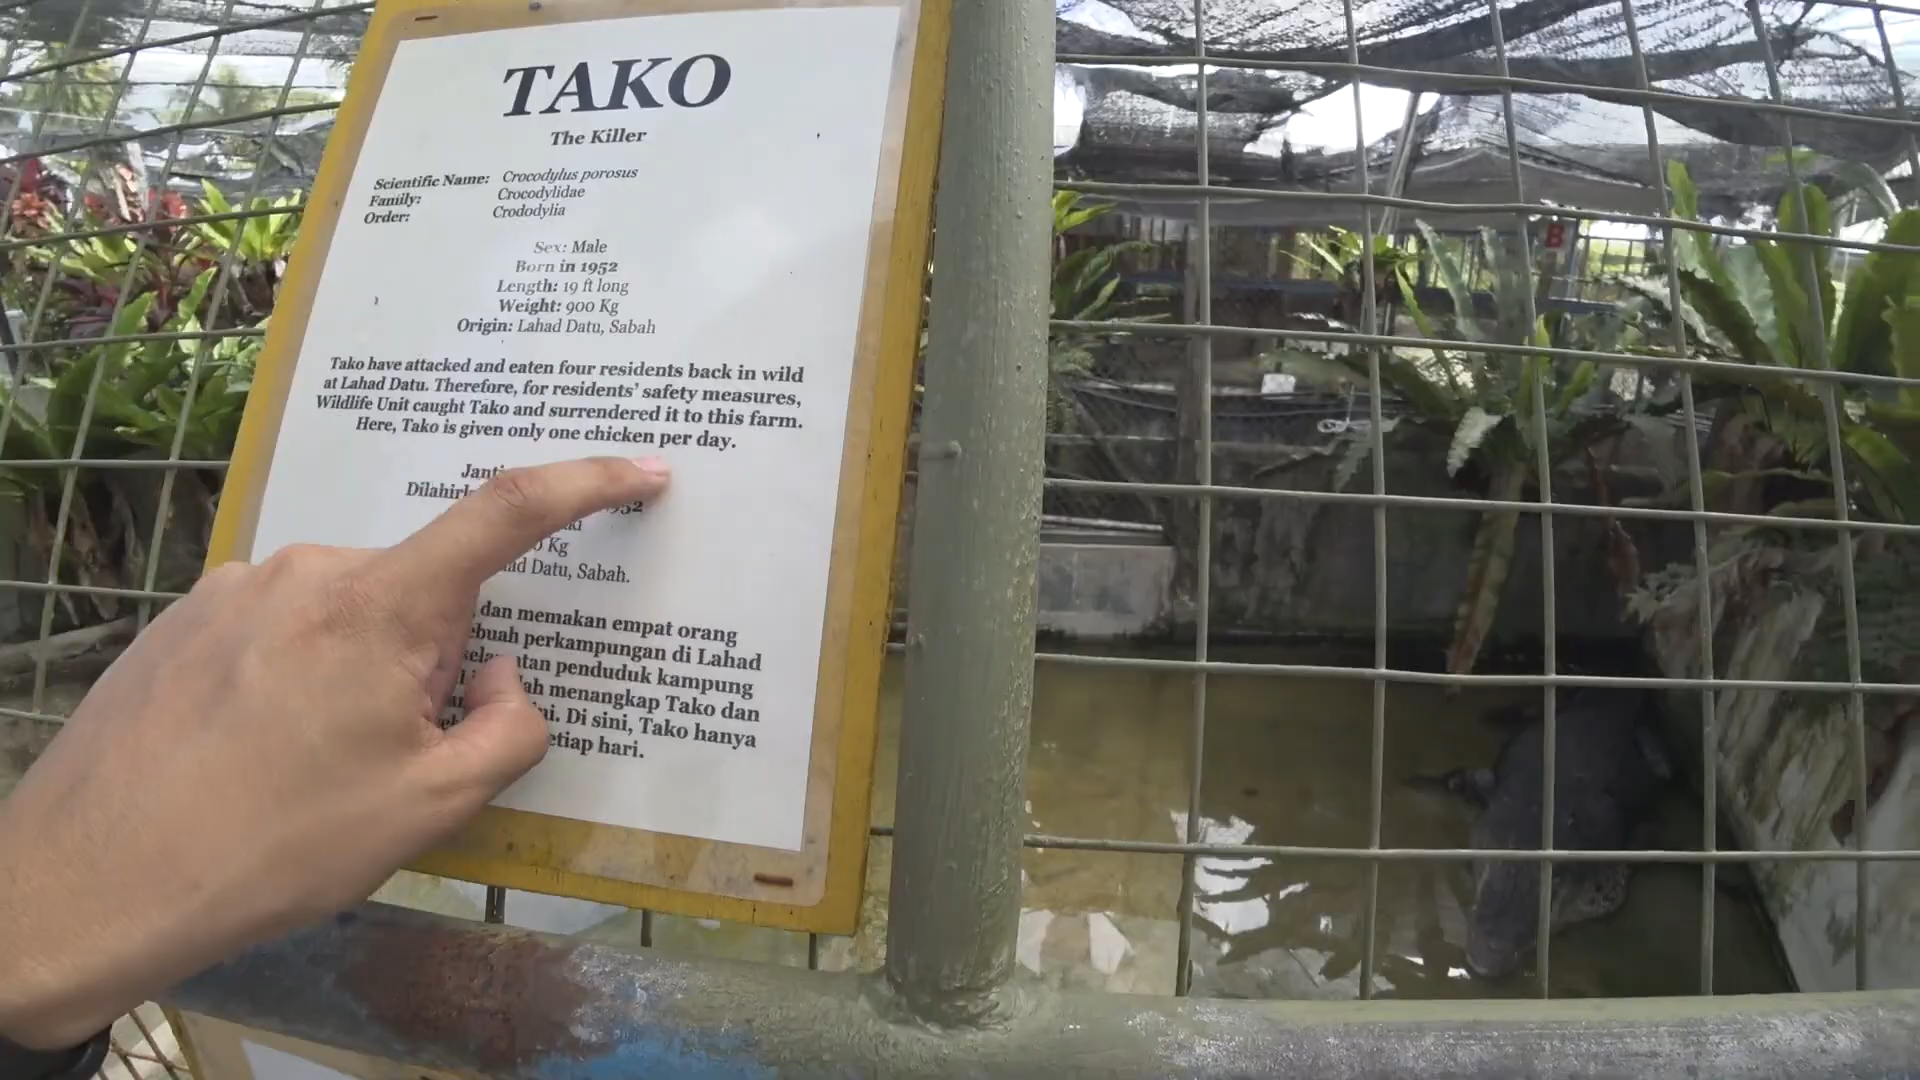 TAKO
The Killer
Scientific Name: Crocodylus porosus
Family: Crocodylidae
Order: Crododylia
Sex: Male
Born in 1952
Length: 19 ft long
Weight: 900 Kg
Origin: Lahad Datu, Sabah
Tako have attacked and eaten four residents back in wild
at Lahad Datu. Therefore, for residents' safety measures,
Wildlife Unit caught Tako and surrendered it to this farm.
Here, Tako is given only one chicken per day.
Kg
Datu, Sabah.
dan memakan empat orang
perkampungan di Lahad
penduduk kampung
menangkap Tako dan
Di sini, Tako hanya
hari.
B